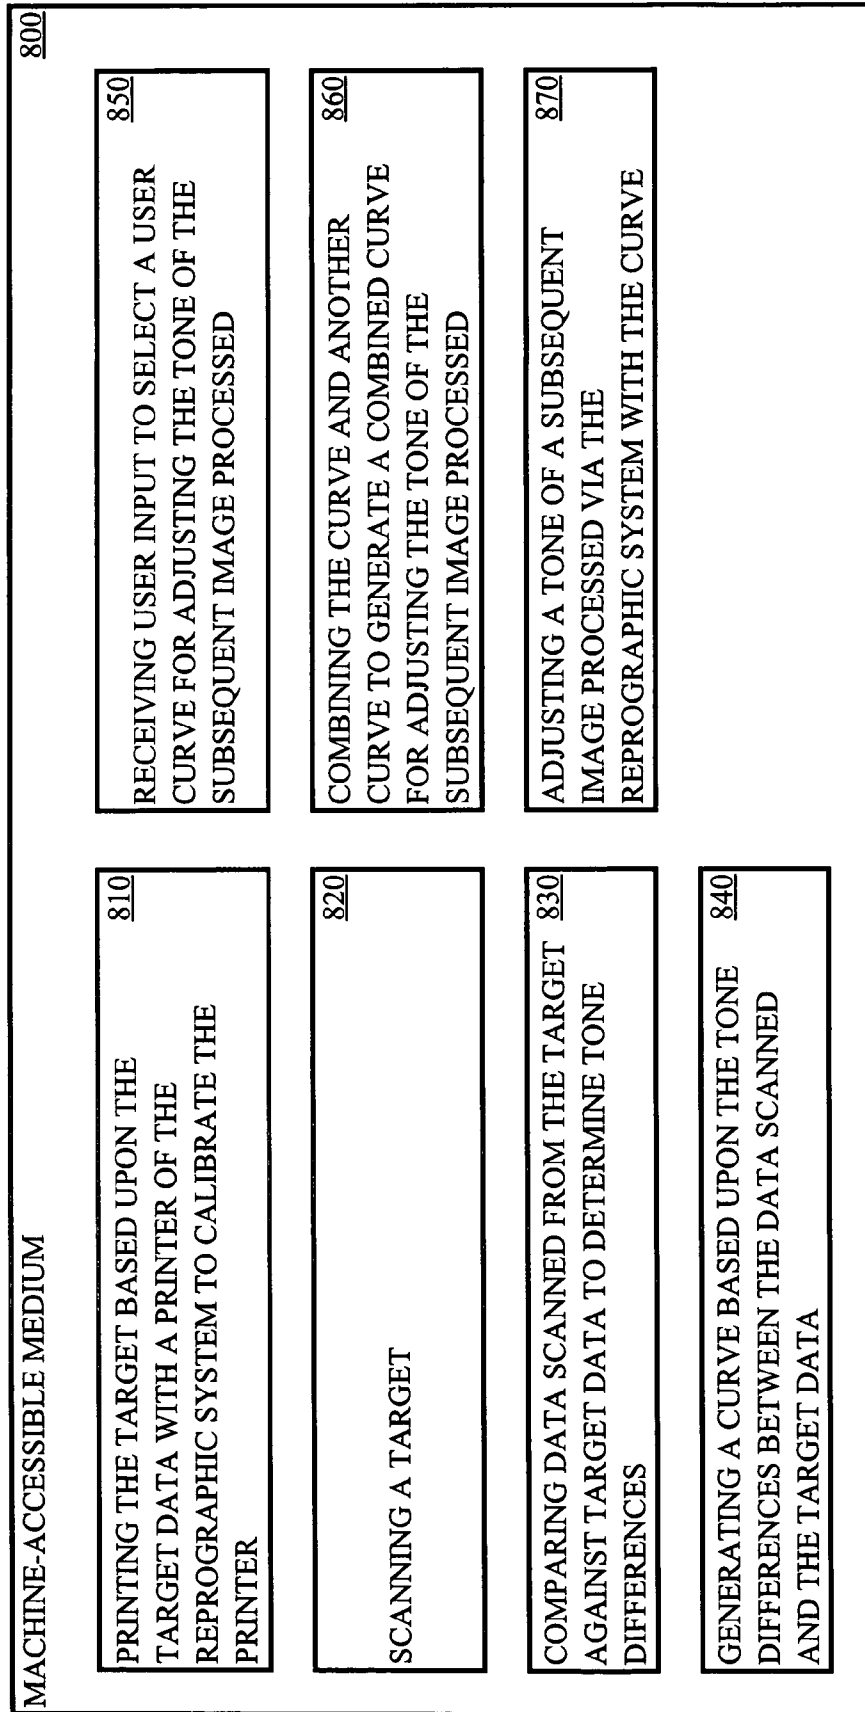 MACHINE-ACCESSIBLE MEDIUM
800
810
PRINTING THE TARGET BASED UPON THE
TARGET DATA WITH A PRINTER OF THE
REPROGRAPHIC SYSTEM TO CALIBRATE THE
PRINTER
820
SCANNING A TARGET
COMPARING DATA SCANNED FROM THE TARGET 830
AGAINST TARGET DATA TO DETERMINE TONE
DIFFERENCES
840
GENERATING A CURVE BASED UPON THE TONE
DIFFERENCES BETWEEN THE DATA SCANNED
AND THE TARGET DATA
850
RECEIVING USER INPUT TO SELECT A USER
CURVE FOR ADJUSTING THE TONE OF THE
SUBSEQUENT IMAGE PROCESSED
860
COMBINING THE CURVE AND ANOTHER
CURVE TO GENERATE A COMBINED CURVE
FOR ADJUSTING THE TONE OF THE
SUBSEQUENT IMAGE PROCESSED
870
ADJUSTING A TONE OF A SUBSEQUENT
IMAGE PROCESSED VIA THE
REPROGRAPHIC SYSTEM WITH THE CURVE